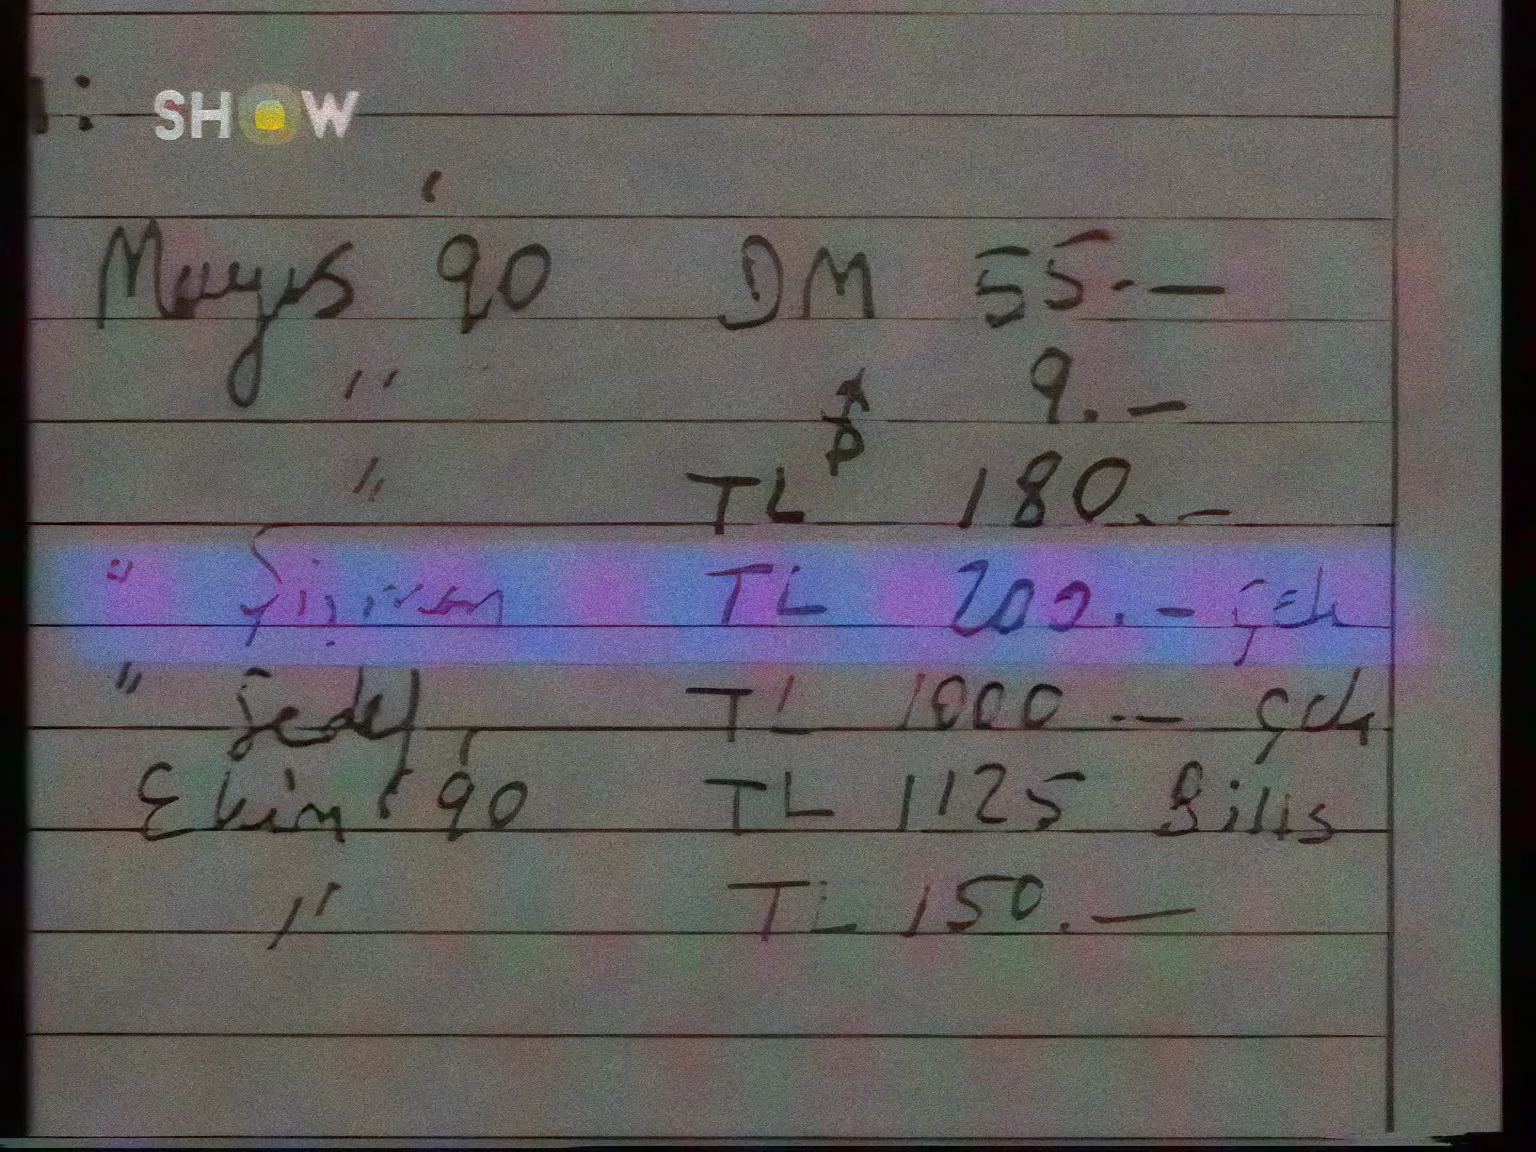 SHOW
Mayıs '90 DM 55.—
" $ 9.—
" TL 180.—
" TL 200.— çek
" Sedef TL 1000.— çek
Ekim '90 TL 1125 Bitlis
" TL 150.—